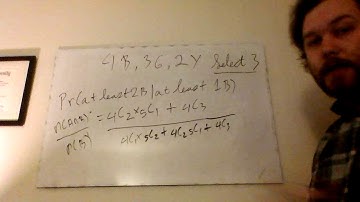 4B, 3G, 2Y Select 3
Pr(at least 2B | at least 1B)
n(A∩B) = 4C2×5C1 + 4C3
n(B) 4C1×5C2+4C2 5C1+4C3